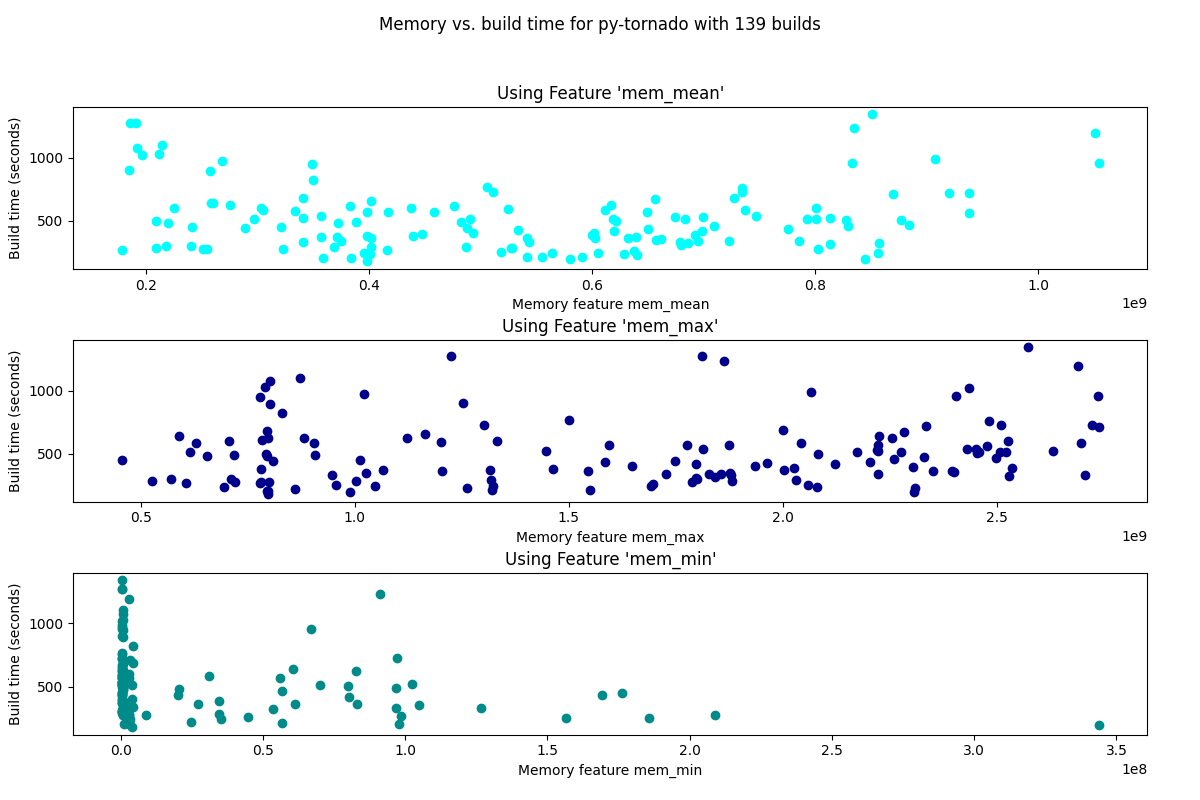 Memory vs. build time for py-tornado with 139 builds
Using Feature 'mem_mean'
Build time (seconds)
1000
500
0.2 0.4 0.6 0.8 1.0
1e9
Memory feature mem_mean
Using Feature 'mem_max'
Build time (seconds)
1000
500
0.5 1.0 1.5 2.0 2.5
1e9
Memory feature mem_max
Using Feature 'mem_min'
Build time (seconds)
1000
500
0.0 0.5 1.0 1.5 2.0 2.5 3.0 3.5
1e8
Memory feature mem_min